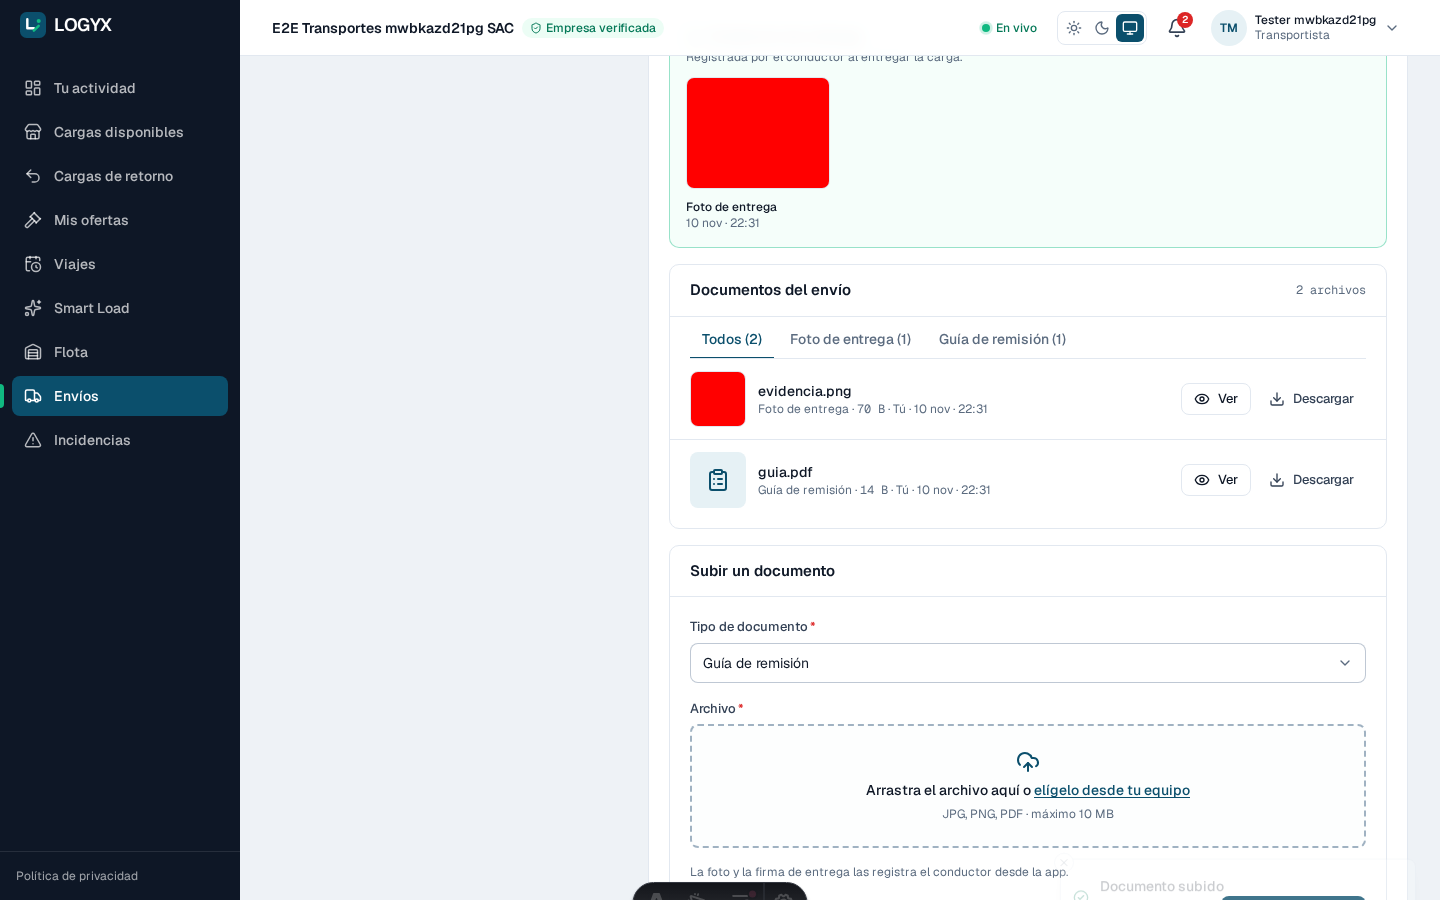 LOGYX
E2E Transportes mwbkazd21pg SAC
Empresa verificada
En vivo
2
TM
Tester mwbkazd21pg
Transportista
Tu actividad
Cargas disponibles
Cargas de retorno
Mis ofertas
Viajes
Smart Load
Flota
Envíos
Incidencias
Política de privacidad
Registrada por el conductor al entregar la carga.
Foto de entrega
10 nov · 22:31
Documentos del envío
2 archivos
Todos (2)
Foto de entrega (1)
Guía de remisión (1)
evidencia.png
Foto de entrega · 70 B · Tú · 10 nov · 22:31
Ver
Descargar
guia.pdf
Guía de remisión · 14 B · Tú · 10 nov · 22:31
Ver
Descargar
Subir un documento
Tipo de documento *
Guía de remisión
Archivo *
Arrastra el archivo aquí o elígelo desde tu equipo
JPG, PNG, PDF · máximo 10 MB
La foto y la firma de entrega las registra el conductor desde la app.
Documento subido